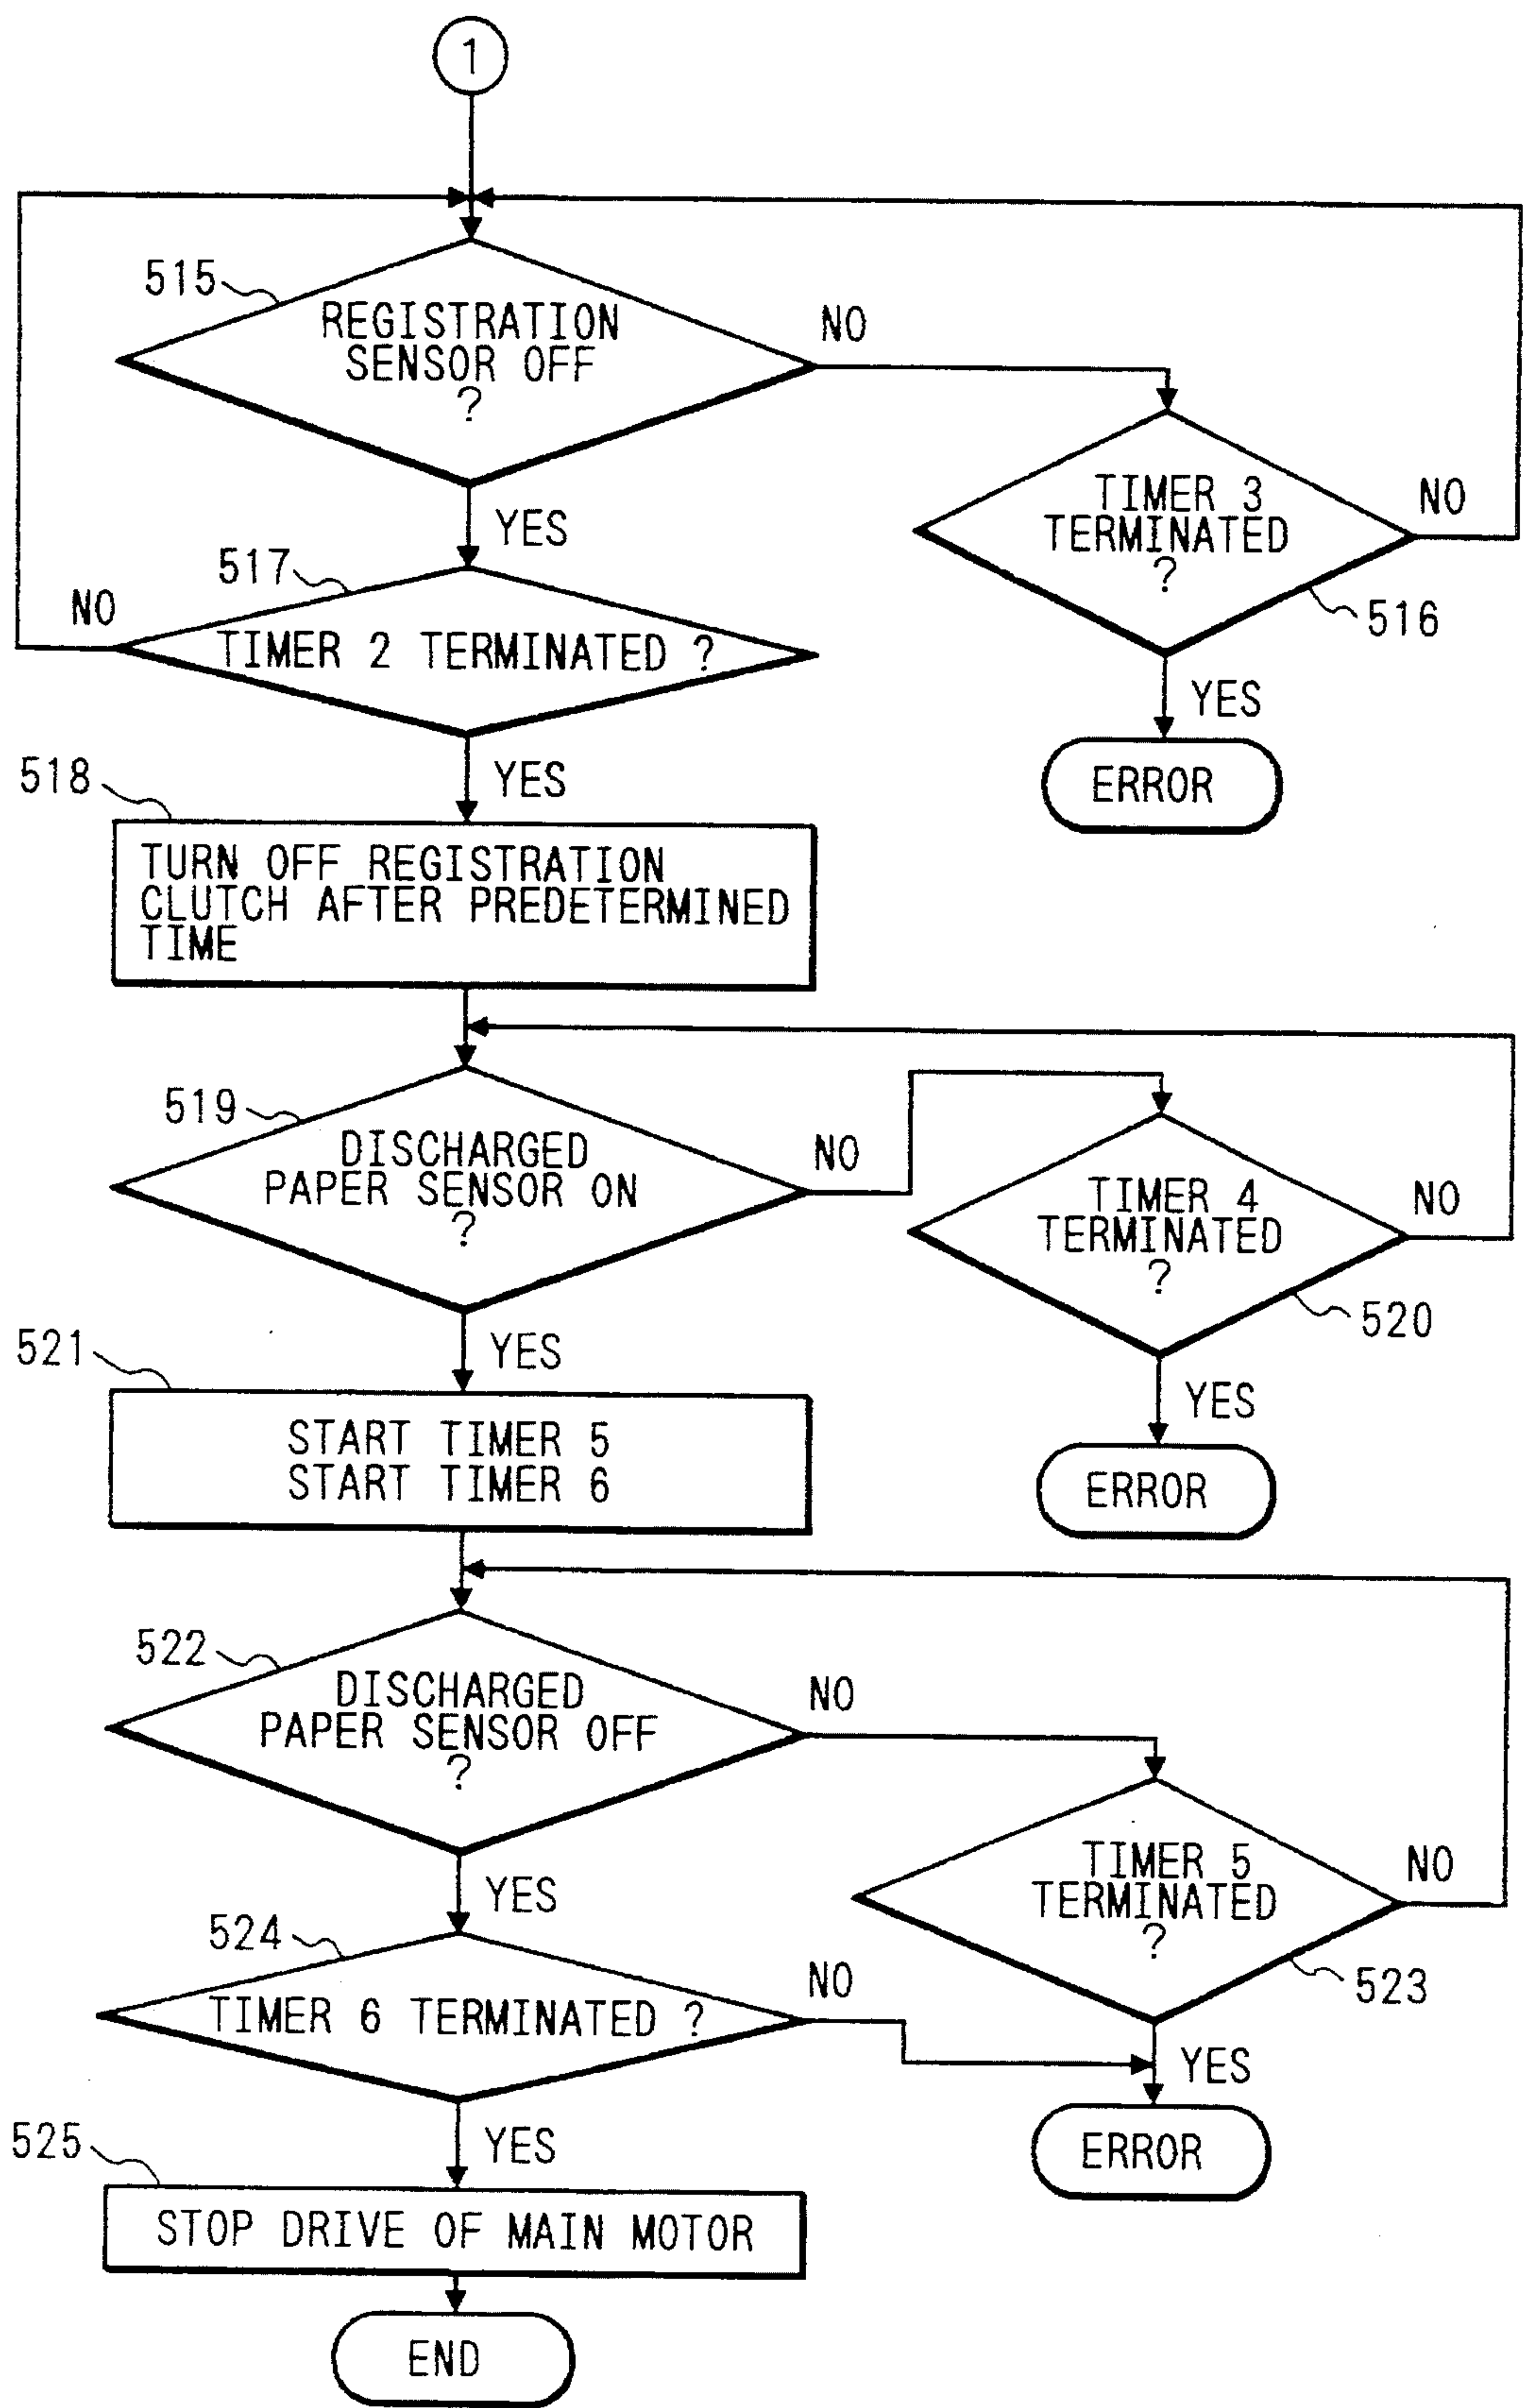 1
515
REGISTRATION
SENSOR OFF
?
NO
YES
TIMER 3
TERMINATED
?
NO
516
YES
ERROR
517
NO
TIMER 2 TERMINATED ?
YES
518
TURN OFF REGISTRATION
CLUTCH AFTER PREDETERMINED
TIME
519
DISCHARGED
PAPER SENSOR ON
?
NO
YES
TIMER 4
TERMINATED
?
NO
520
YES
ERROR
521
START TIMER 5
START TIMER 6
522
DISCHARGED
PAPER SENSOR OFF
?
NO
YES
TIMER 5
TERMINATED
?
NO
523
YES
ERROR
524
TIMER 6 TERMINATED ?
NO
YES
525
STOP DRIVE OF MAIN MOTOR
END